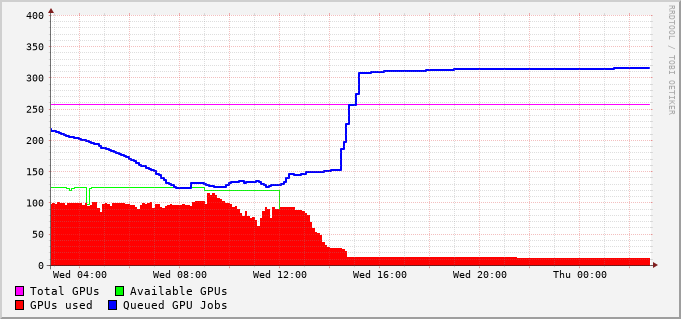 400
350
300
250
200
150
100
50
0
Wed 04:00 Wed 08:00 Wed 12:00 Wed 16:00 Wed 20:00 Thu 00:00
Total GPUs Available GPUs
GPUs used Queued GPU Jobs
RRDTOOL / TOBI OETIKER